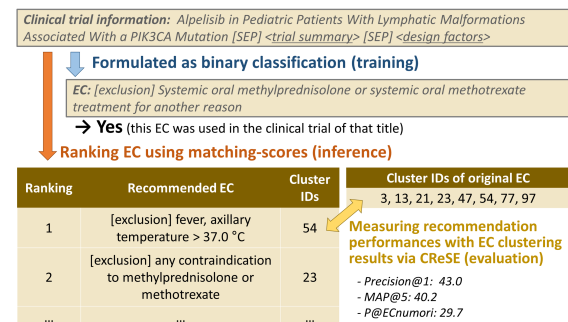 Clinical trial information: Alpelisib in Pediatric Patients With Lymphatic Malformations
Associated With a PIK3CA Mutation [SEP] <trial summary> [SEP] <design factors>
Formulated as binary classification (training)
EC: [exclusion] Systemic oral methylprednisolone or systemic oral methotrexate
treatment for another reason
→ Yes (this EC was used in the clinical trial of that title)
Ranking EC using matching-scores (inference)
Ranking
Recommended EC
Cluster
IDs
1
[exclusion] fever, axillary
temperature > 37.0 °C
54
2
[exclusion] any contraindication
to methylprednisolone or
methotrexate
23
... ... ...
Cluster IDs of original EC
3, 13, 21, 23, 47, 54, 77, 97
Measuring recommendation
performances with EC clustering
results via CReSE (evaluation)
- Precision@1: 43.0
- MAP@5: 40.2
- P@ECnumori: 29.7